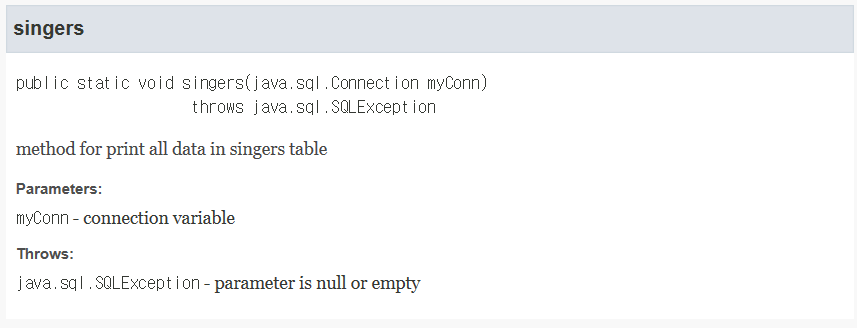 singers
public static void singers(java.sql.Connection myConn)
throws java.sql.SQLException
method for print all data in singers table
Parameters:
myConn - connection variable
Throws:
java.sql.SQLException - parameter is null or empty